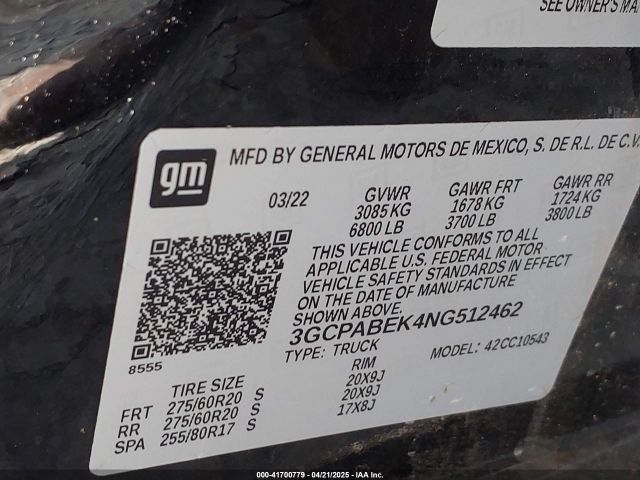 SEE OWNER'S MA
gm
MFD BY GENERAL MOTORS DE MEXICO, S. DE R.L. DE C.V.
03/22 GVWR GAWR FRT GAWR RR
3085 KG 1678 KG 1724 KG
6800 LB 3700 LB 3800 LB
THIS VEHICLE CONFORMS TO ALL
APPLICABLE U.S. FEDERAL MOTOR
VEHICLE SAFETY STANDARDS IN EFFECT
ON THE DATE OF MANUFACTURE
SHOWN ABOVE.
3GCPABEK4NG512462
8555
TYPE: TRUCK MODEL: 42CC10543
TIRE SIZE RIM
FRT 275/60R20 S 20X9J
RR 275/60R20 S 20X9J
SPA 255/80R17 S 17X8J
000-41700779 04/21/2025 IAA Inc.